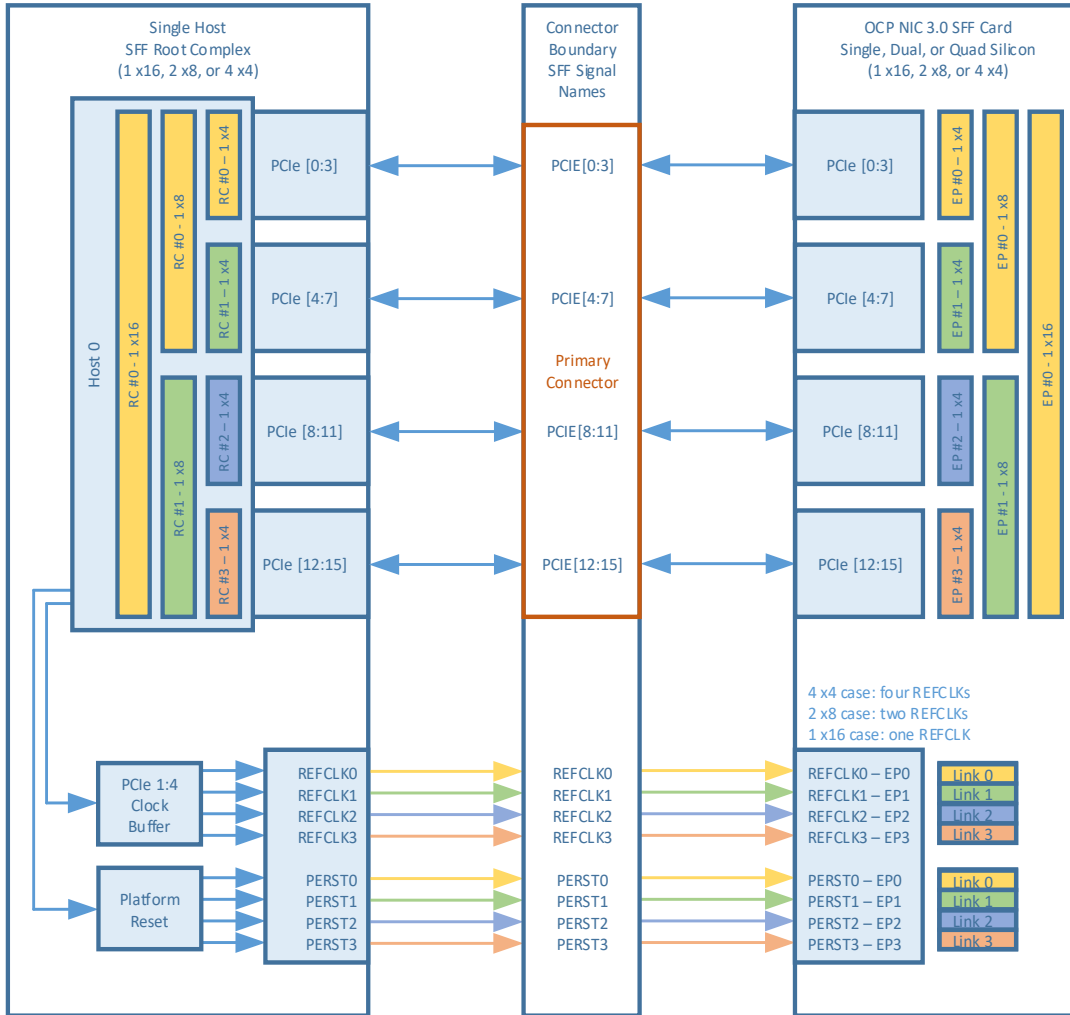 Single Host
SFF Root Complex
(1 x16, 2 x8, or 4 x4)
Connector
Boundary
SFF Signal
Names
OCP NIC 3.0 SFF Card
Single, Dual, or Quad Silicon
(1 x16, 2 x8, or 4 x4)
Host 0
RC #0 - 1 x16
RC #0 - 1 x8
RC #1 - 1 x8
RC #0 – 1 x4
RC #1 – 1 x4
RC #2 – 1 x4
RC #3 – 1 x4
PCIe [0:3]
PCIe [4:7]
PCIe [8:11]
PCIe [12:15]
PCIE[0:3]
PCIE[4:7]
Primary
Connector
PCIE[8:11]
PCIE[12:15]
PCIe [0:3]
PCIe [4:7]
PCIe [8:11]
PCIe [12:15]
EP #0 – 1 x4
EP #1 – 1 x4
EP #2 – 1 x4
EP #3 – 1 x4
EP #0 - 1 x8
EP #1 - 1 x8
EP #0 - 1 x16
4 x4 case: four REFCLKs
2 x8 case: two REFCLKs
1 x16 case: one REFCLK
PCIe 1:4
Clock
Buffer
REFCLK0
REFCLK1
REFCLK2
REFCLK3
REFCLK0
REFCLK1
REFCLK2
REFCLK3
REFCLK0 – EP0
REFCLK1 – EP1
REFCLK2 – EP2
REFCLK3 – EP3
Link 0
Link 1
Link 2
Link 3
Platform
Reset
PERST0
PERST1
PERST2
PERST3
PERST0
PERST1
PERST2
PERST3
PERST0 – EP0
PERST1 – EP1
PERST2 – EP2
PERST3 – EP3
Link 0
Link 1
Link 2
Link 3